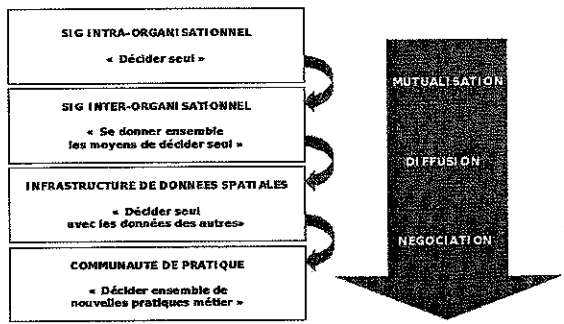 SIG INTRA-ORGANISATIONNEL
« Décider seul »
SIG INTER-ORGANISATIONNEL
« Se donner ensemble
les moyens de décider seul »
INFRASTRUCTURE DE DONNEES SPATIALES
« Décider seul
avec les données des autres»
COMMUNAUTÉ DE PRATIQUE
« Décider ensemble de
nouvelles pratiques métier »
MUTUALISATION
DIFFUSION
NEGOCIATION